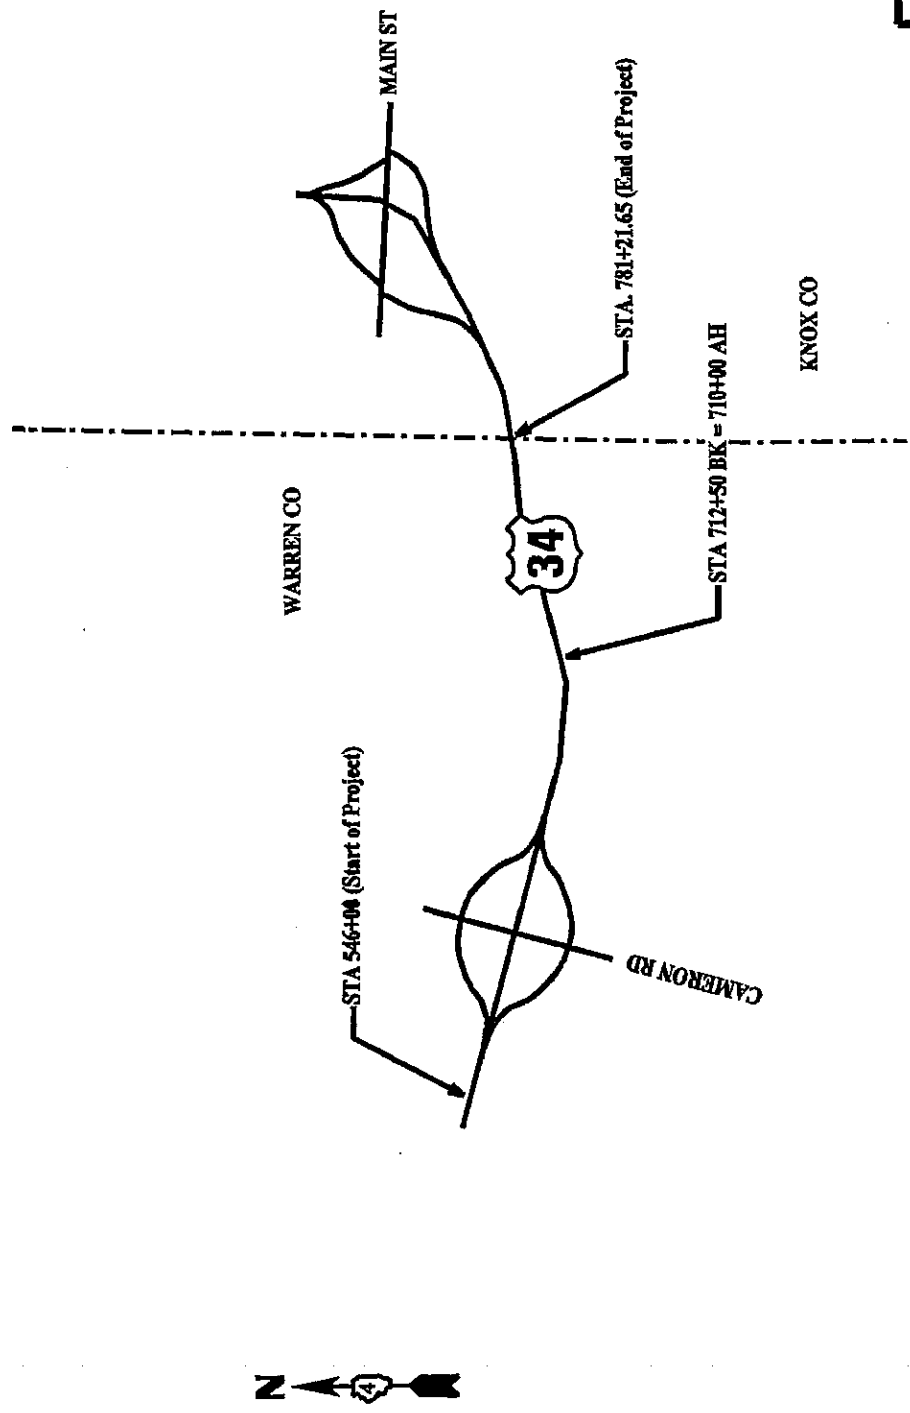 MAIN ST
STA. 781+21.65 (End of Project)
KNOX CO
STA 712+50 BK = 710+00 AH
WARREN CO
34
STA 546+00 (Start of Project)
CAMERON RD
N
4